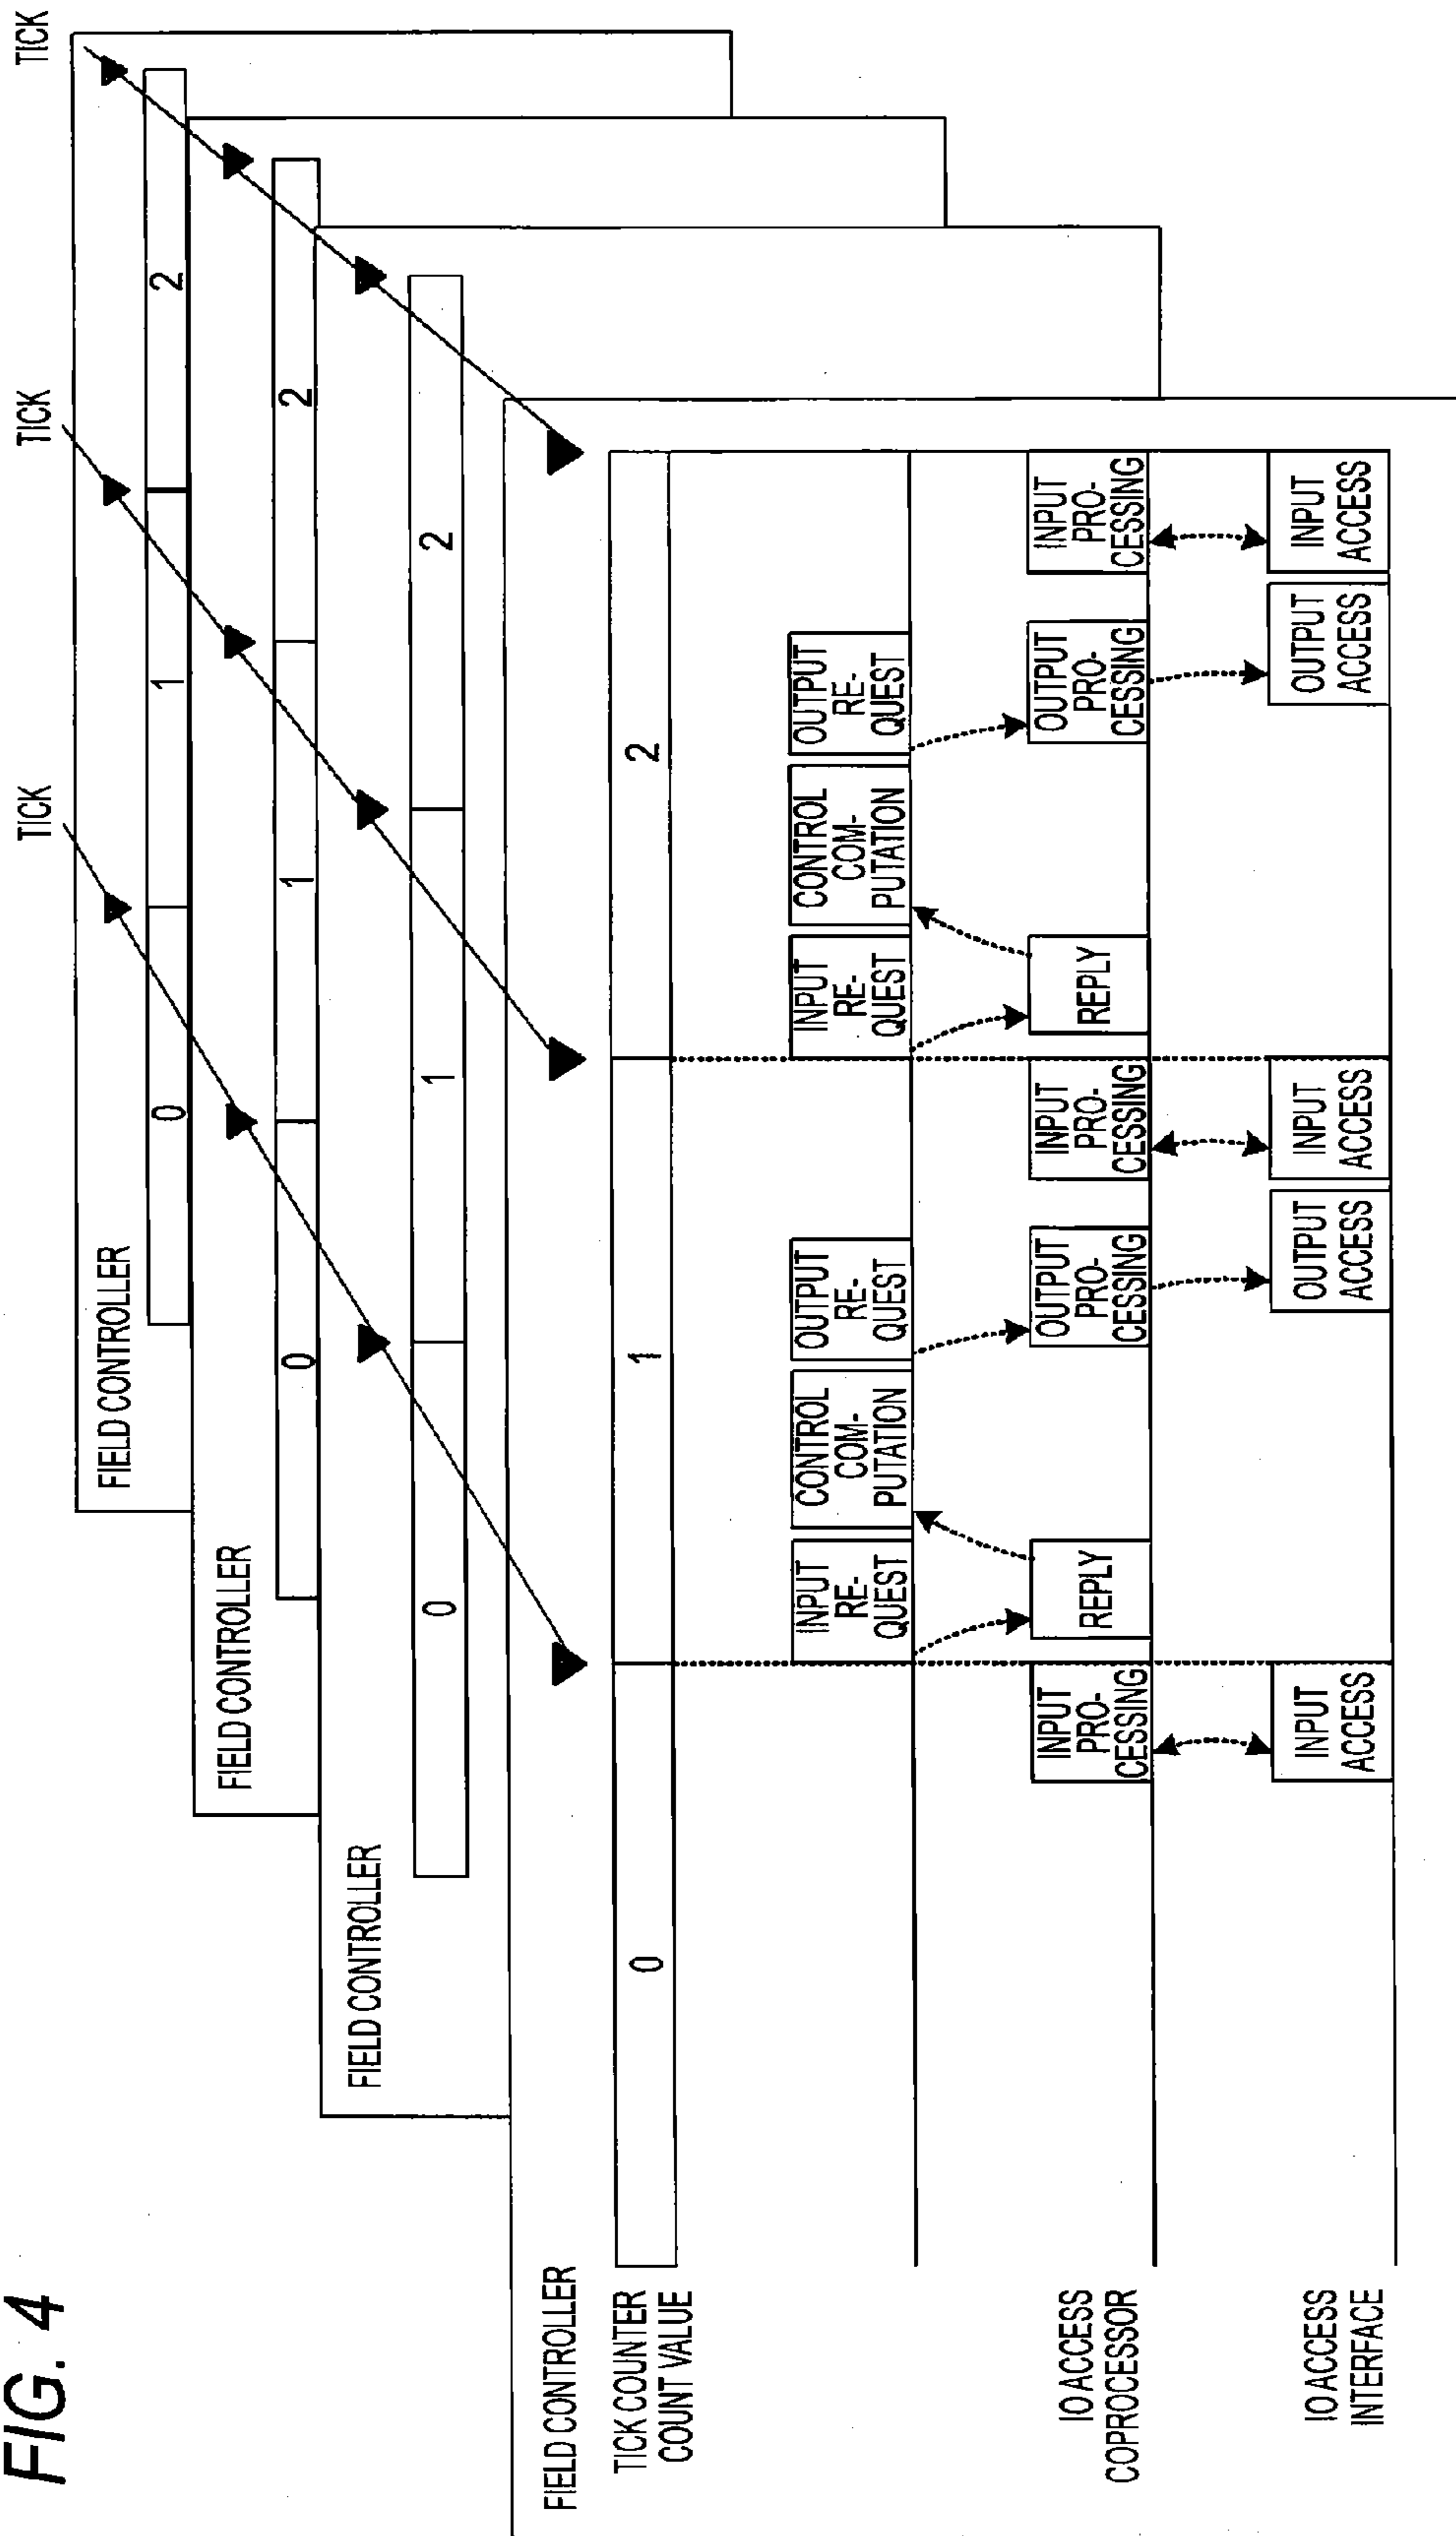 FIG. 4
TICK
TICK
TICK
FIELD CONTROLLER
0
1
2
FIELD CONTROLLER
0
1
2
FIELD CONTROLLER
0
1
2
FIELD CONTROLLER
TICK COUNTER
COUNT VALUE
0
1
2
INPUT
RE-
QUEST
CONTROL
COM-
PUTATION
OUTPUT
RE-
QUEST
INPUT
RE-
QUEST
CONTROL
COM-
PUTATION
OUTPUT
RE-
QUEST
IO ACCESS
COPROCESSOR
INPUT
PRO-
CESSING
REPLY
OUTPUT
PRO-
CESSING
INPUT
PRO-
CESSING
REPLY
OUTPUT
PRO-
CESSING
INPUT
PRO-
CESSING
IO ACCESS
INTERFACE
INPUT
ACCESS
OUTPUT
ACCESS
INPUT
ACCESS
OUTPUT
ACCESS
INPUT
ACCESS